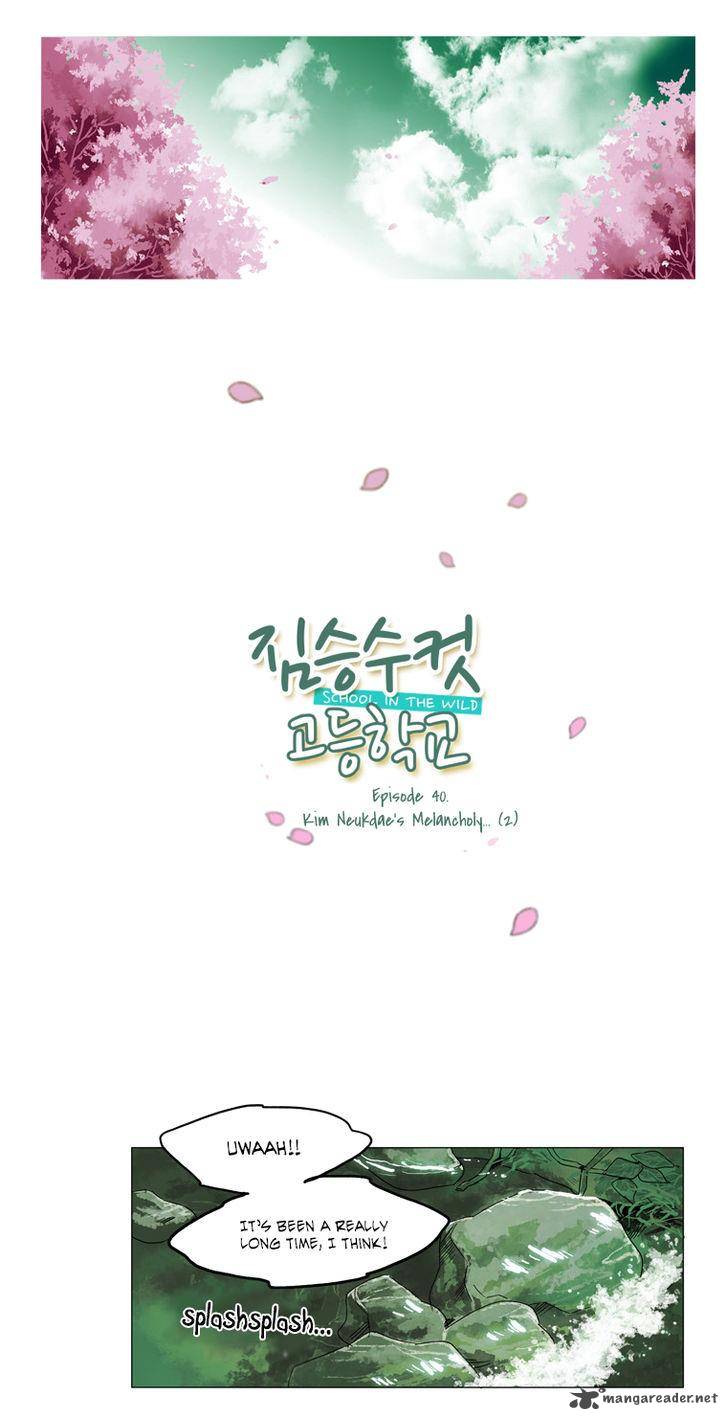 짐승수컷
SCHOOL IN THE WILD
고등학교
Episode 40.
Kim Neukdae's Melancholy... (2)
UWAAH!!
IT'S BEEN A REALLY
LONG TIME, I THINK!
splashsplash...
mangareader.net